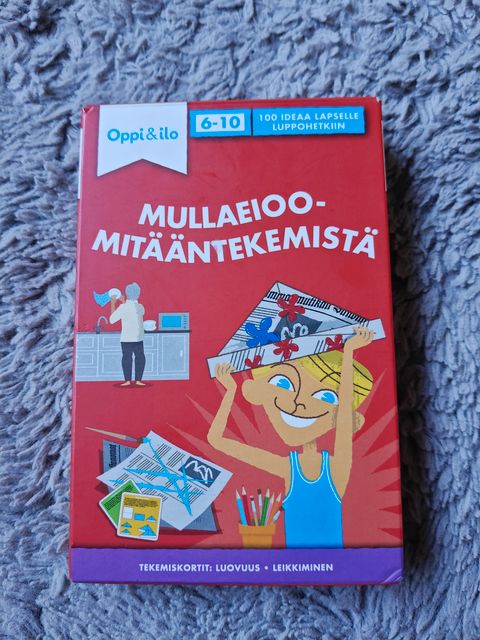 Oppi&ilo
6-10
100 IDEAA LAPSELLE
LUPPOHETKIIN
MULLAEIOO-
MITÄÄNTEKEMISTÄ
TEKEMISKORTIT: LUOVUUS • LEIKKIMINEN